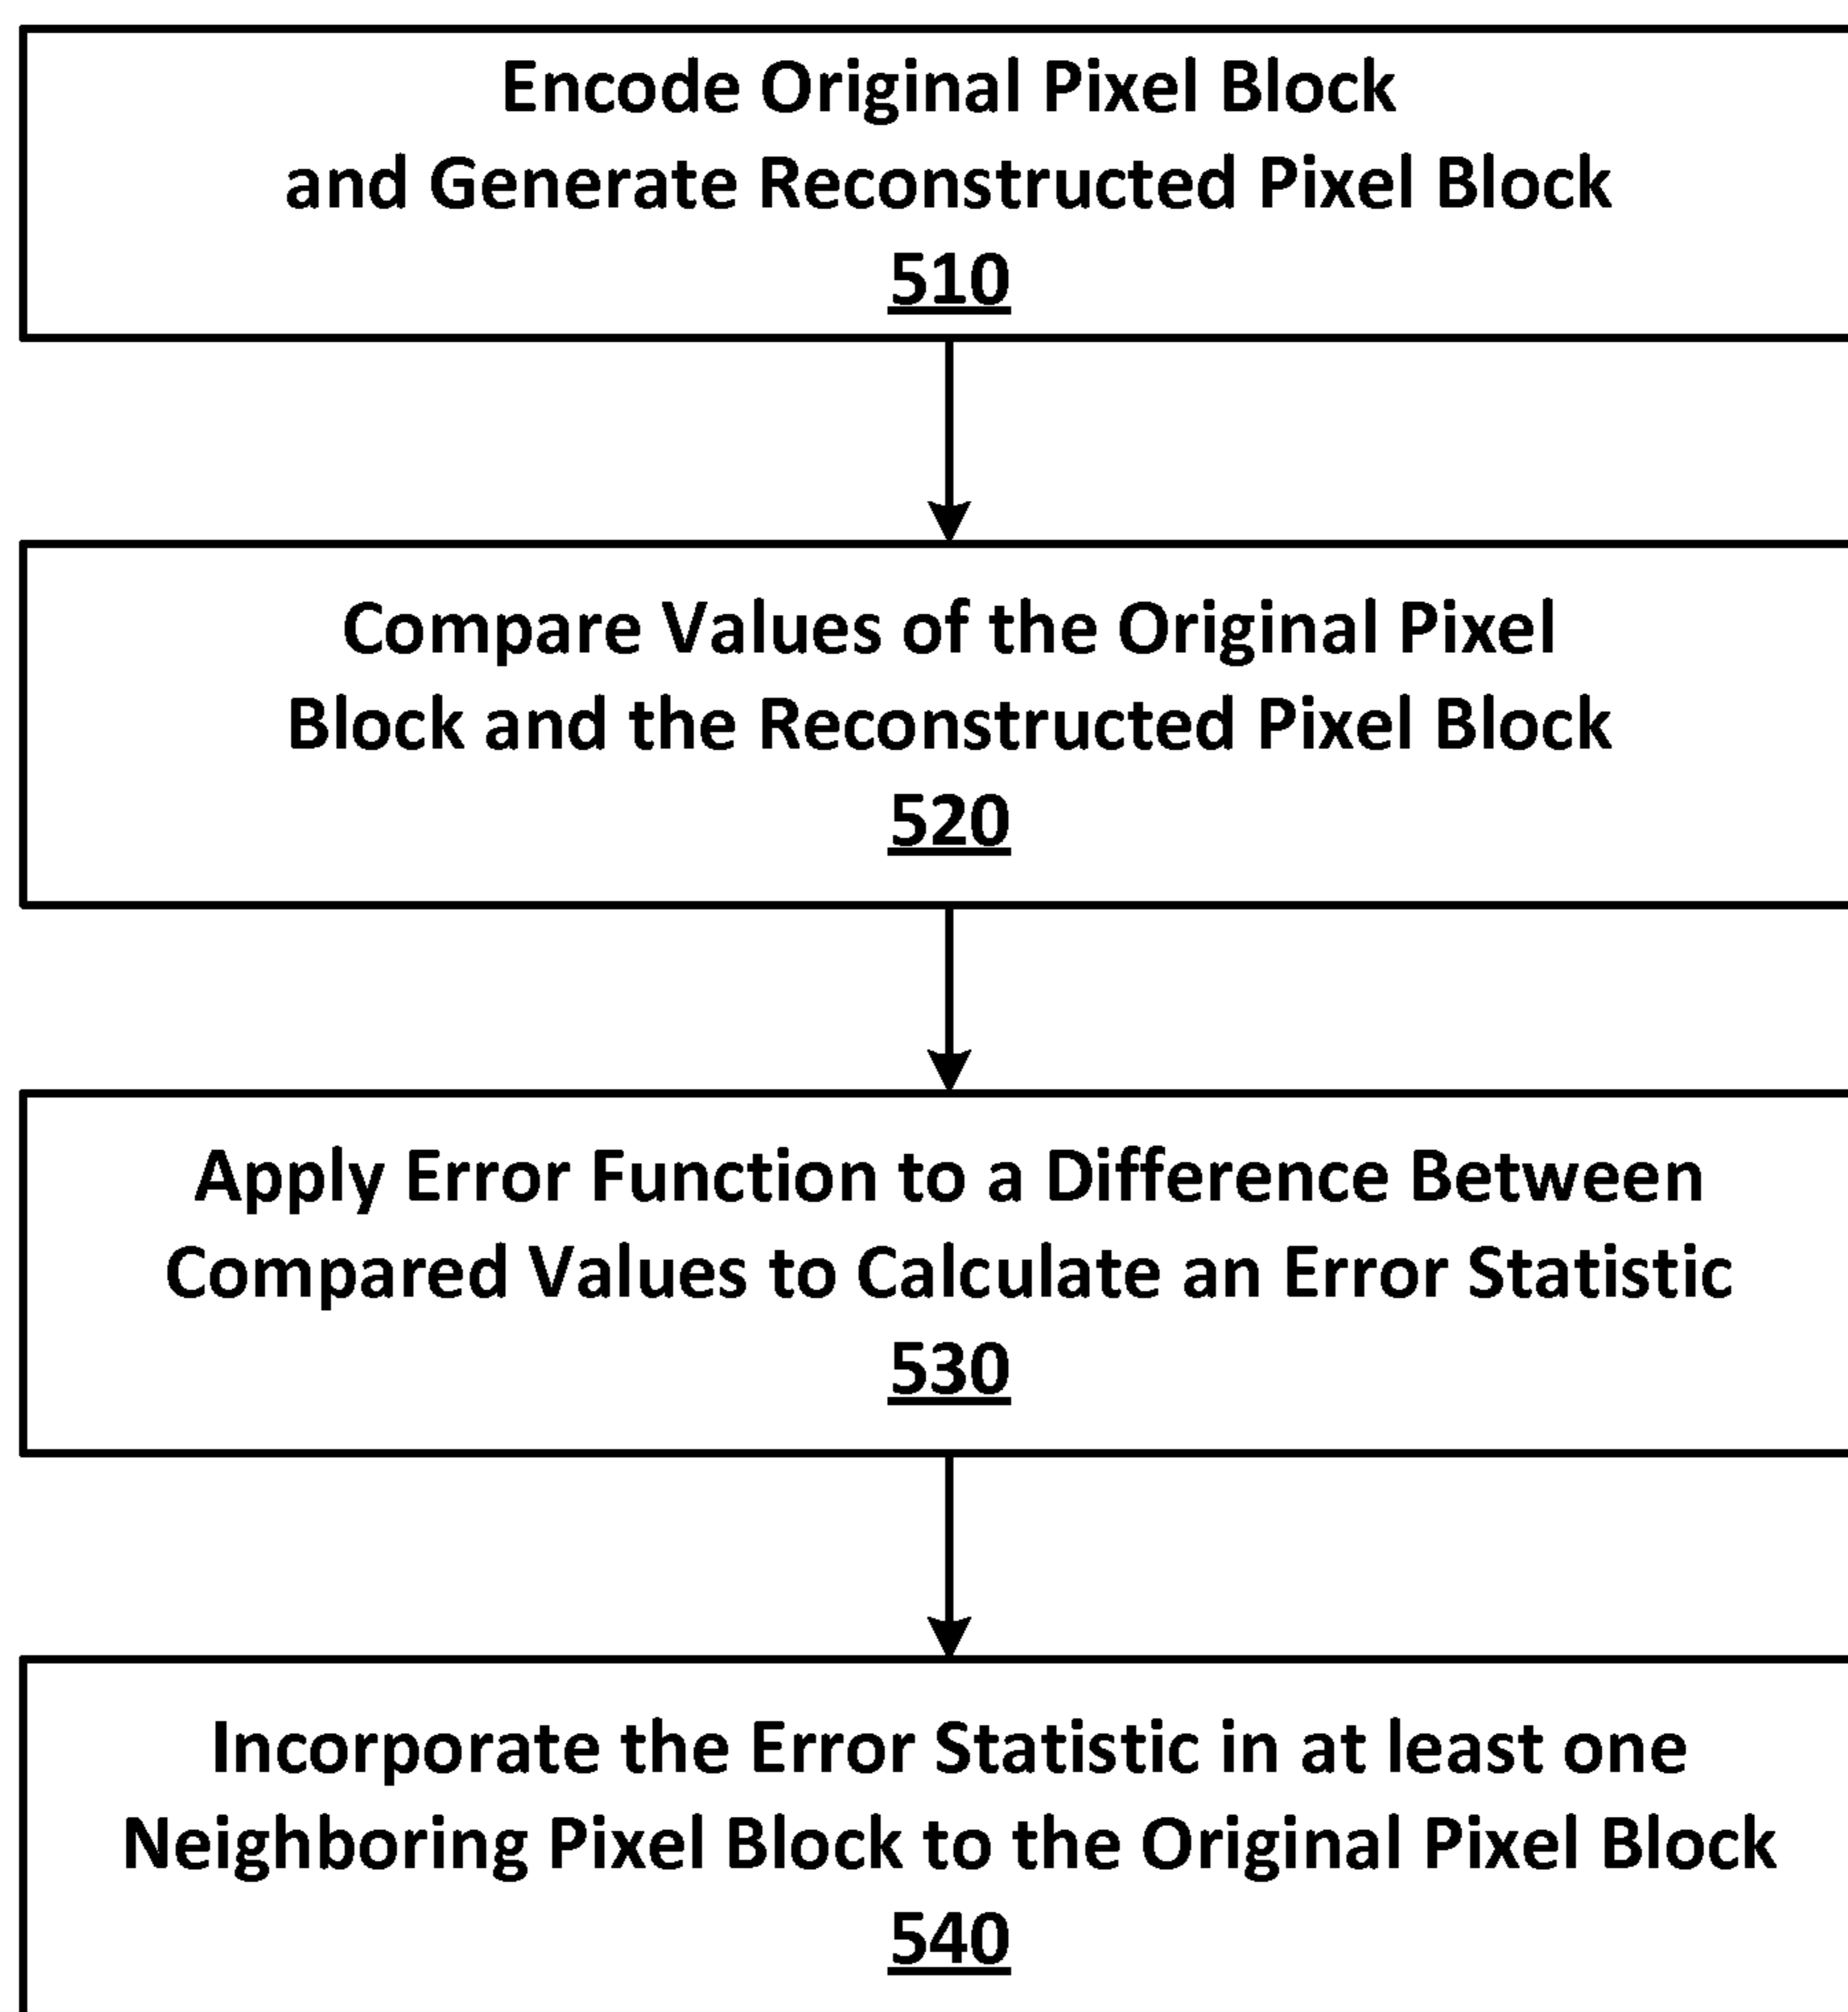 Encode Original Pixel Block
and Generate Reconstructed Pixel Block
510
Compare Values of the Original Pixel
Block and the Reconstructed Pixel Block
520
Apply Error Function to a Difference Between
Compared Values to Calculate an Error Statistic
530
Incorporate the Error Statistic in at least one
Neighboring Pixel Block to the Original Pixel Block
540